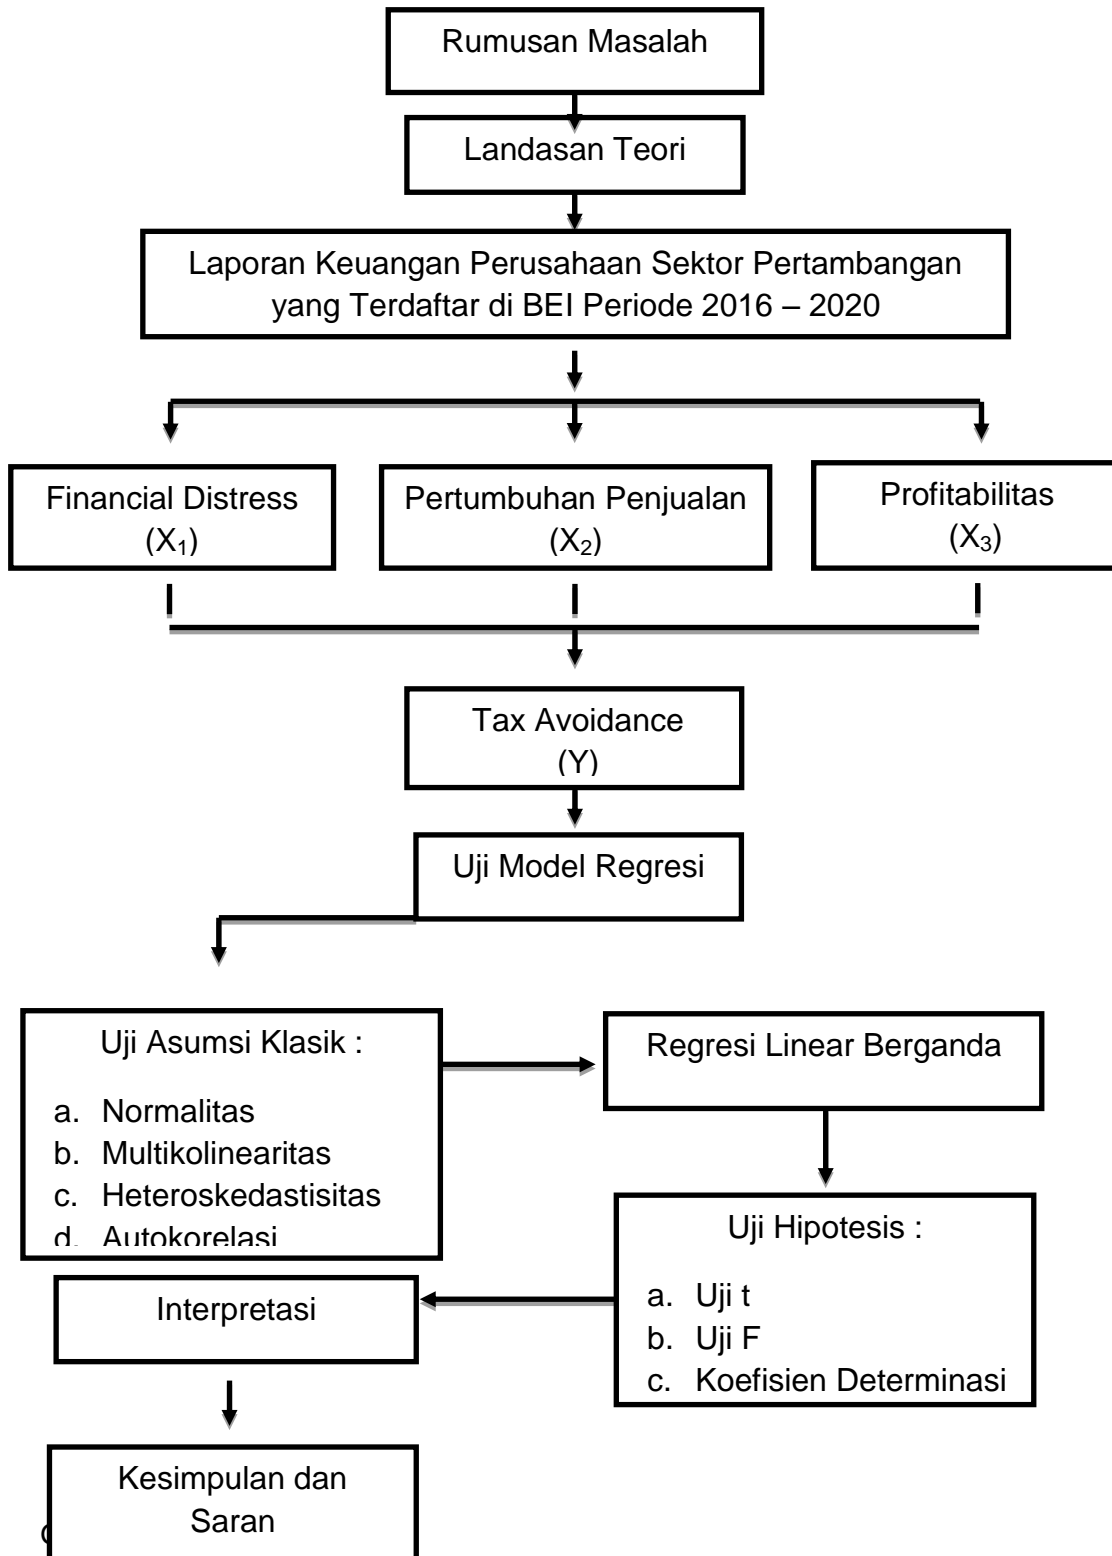 Rumusan Masalah
Landasan Teori
Laporan Keuangan Perusahaan Sektor Pertambangan
yang Terdaftar di BEI Periode 2016 – 2020
Financial Distress
(X₁)
Pertumbuhan Penjualan
(X₂)
Profitabilitas
(X₃)
Tax Avoidance
(Y)
Uji Model Regresi
Uji Asumsi Klasik :
a. Normalitas
b. Multikolinearitas
c. Heteroskedastisitas
d. Autokorelasi
Regresi Linear Berganda
Uji Hipotesis :
a. Uji t
b. Uji F
c. Koefisien Determinasi
Interpretasi
Kesimpulan dan
Saran